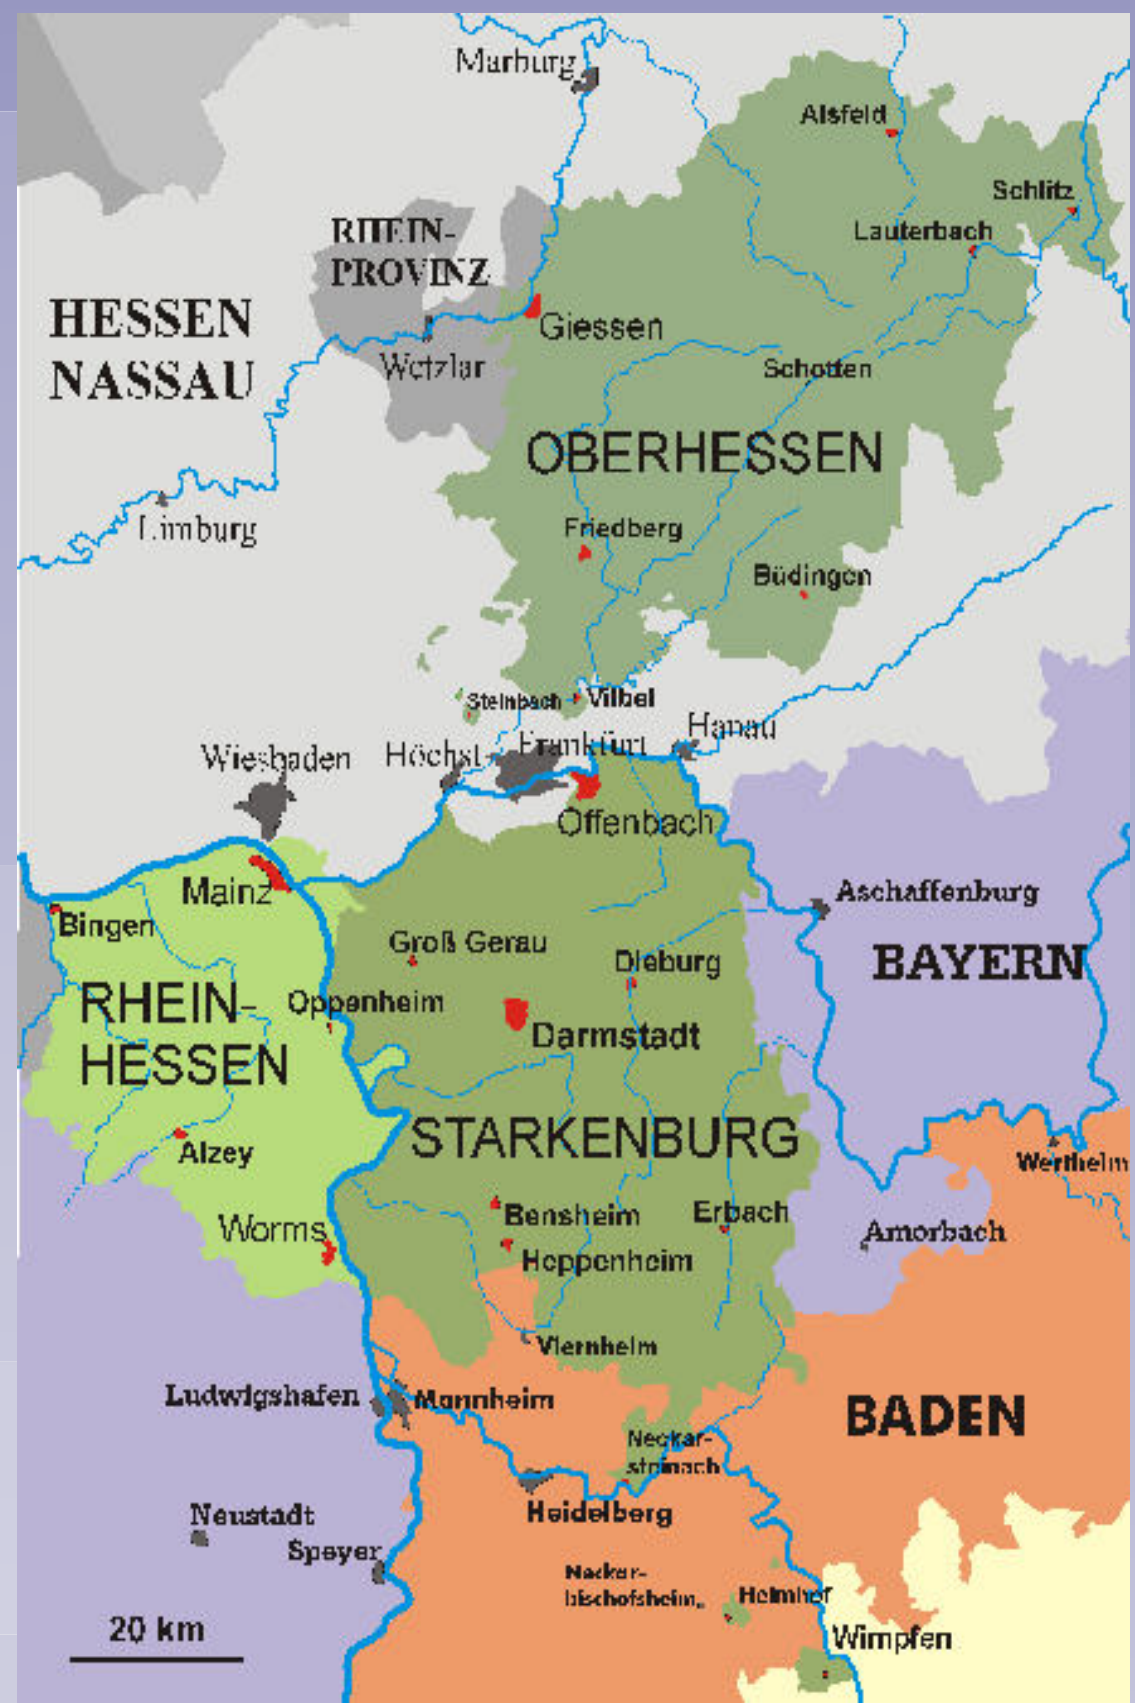 Marburg
Alsfeld
Schlitz
Lauterbach
RHEIN-
PROVINZ
HESSEN
NASSAU
Giessen
Wetzlar
Schotten
OBERHESSEN
Limburg
Friedberg
Büdingen
Steinbach
Vilbel
Hanau
Frankfurt
Höchst
Wiesbaden
Offenbach
Mainz
Aschaffenburg
Bingen
Groß Gerau
Dieburg
BAYERN
RHEIN-
HESSEN
Oppenheim
Darmstadt
STARKENBURG
Alzey
Wertheim
Bensheim
Erbach
Worms
Amorbach
Heppenheim
Viernheim
Ludwigshafen
Mannheim
BADEN
Neckar-
steinach
Neustadt
Heidelberg
Speyer
Neckar-
bischofsheim
Helmhof
20 km
Wimpfen